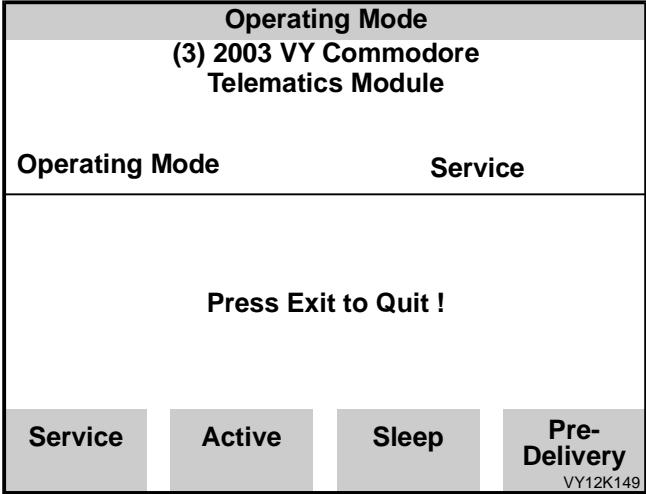 Operating Mode
(3) 2003 VY Commodore
Telematics Module
Operating Mode Service
Press Exit to Quit !
Service Active Sleep Pre-
Delivery
VY12K149